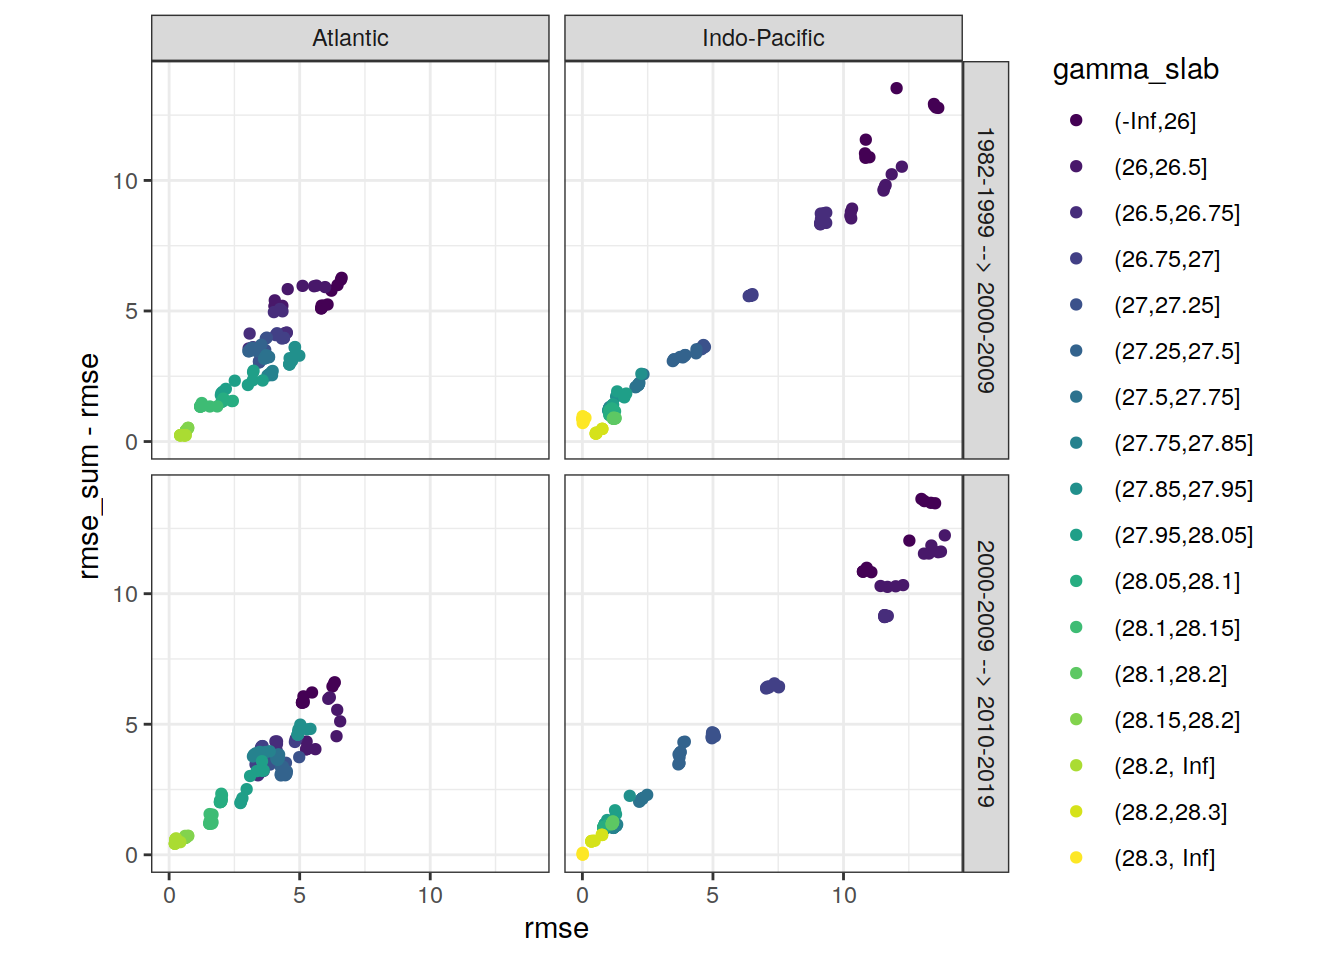 Atlantic
Indo-Pacific
1982-1999 --> 2000-2009
2000-2009 --> 2010-2019
10
5
0
10
5
0
0
5
10
0
5
10
rmse_sum - rmse
rmse
gamma_slab
(-Inf,26]
(26,26.5]
(26.5,26.75]
(26.75,27]
(27,27.25]
(27.25,27.5]
(27.5,27.75]
(27.75,27.85]
(27.85,27.95]
(27.95,28.05]
(28.05,28.1]
(28.1,28.15]
(28.1,28.2]
(28.15,28.2]
(28.2, Inf]
(28.2,28.3]
(28.3, Inf]